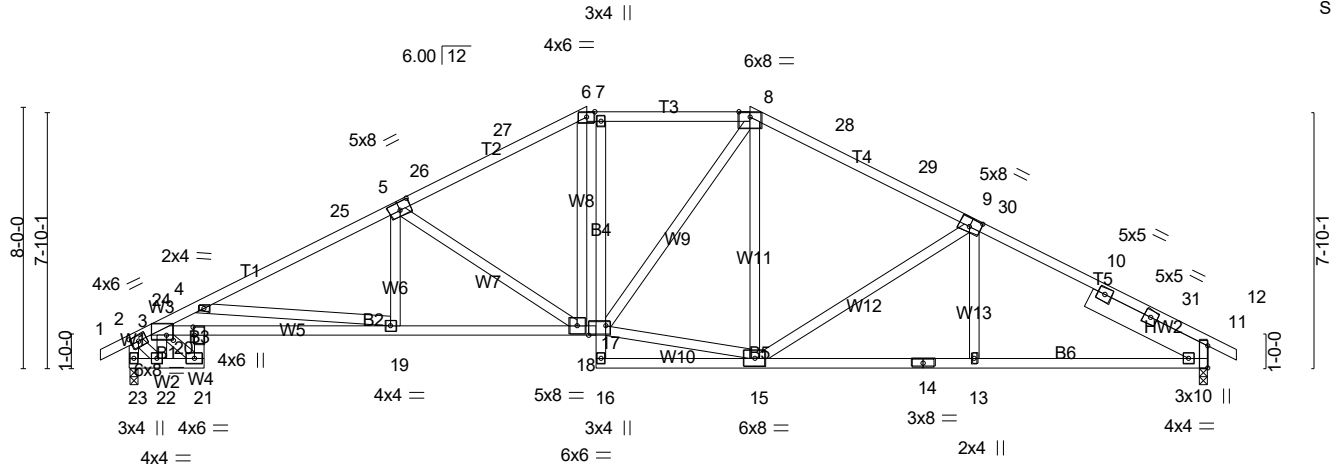 S
3x4 ||
4x6 =
6.00 12
6x8 =
6 7
T3
8
27
28
5x8 //
T2
T4
26
29
5x8 \\
5
9
30
25
W8
B4
W9
8-0-0
7-10-1
7-10-1
W11
2x4 =
T1
W6
W7
5x5 \\
10
T5
5x5 \\
4x6 //
4
24
W3
W12
W13
31
12
1
2
3
W5
B2
HW2
11
1-0-0
B3
20
17
W10
B5
B6
1-0-0
4x6 ||
6x8 =
W2
W4
19
18
14
3x10 ||
23
22
21
4x4 =
5x8 =
16
15
3x8 =
13
4x4 =
3x4 ||
4x6 =
3x4 ||
6x8 =
2x4 ||
4x4 =
6x6 =